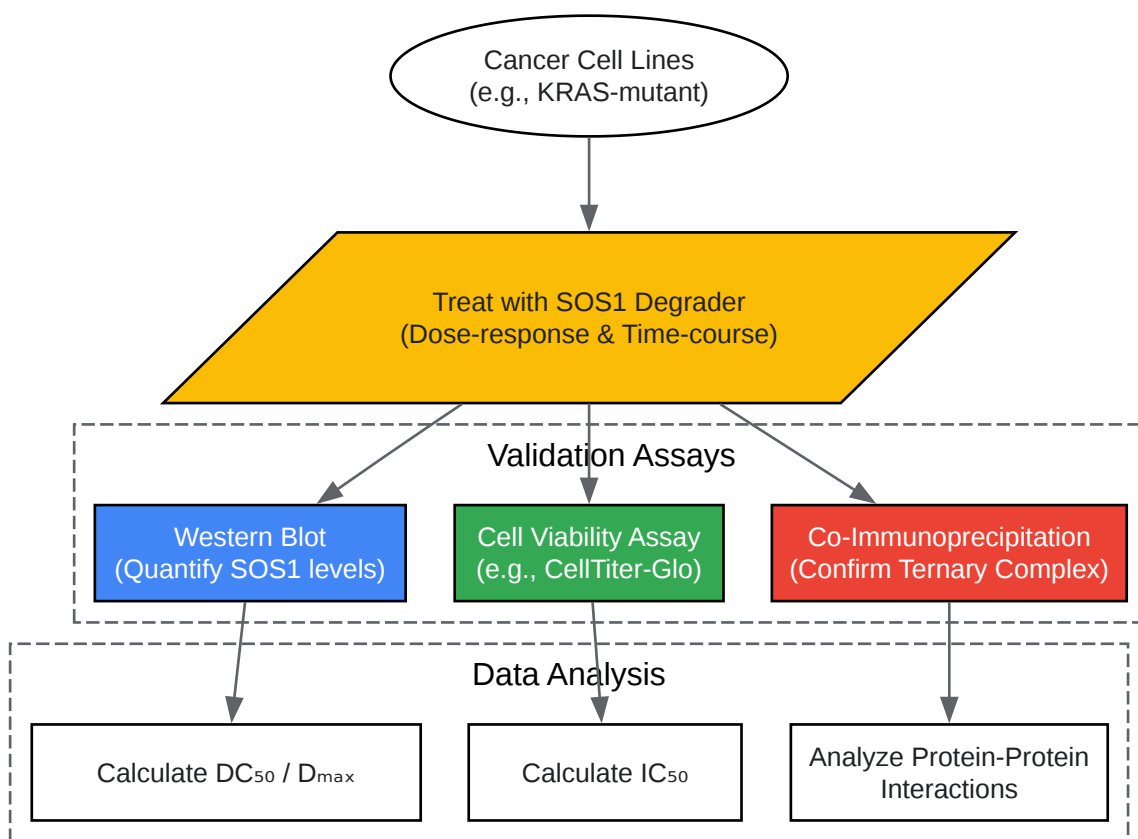 Cancer Cell Lines
(e.g., KRAS-mutant)
Treat with SOS1 Degrader
(Dose-response & Time-course)
Validation Assays
Western Blot
(Quantify SOS1 levels)
Cell Viability Assay
(e.g., CellTiter-Glo)
Co-Immunoprecipitation
(Confirm Ternary Complex)
Data Analysis
Calculate DC₅₀ / Dₘₐₓ
Calculate IC₅₀
Analyze Protein-Protein
Interactions